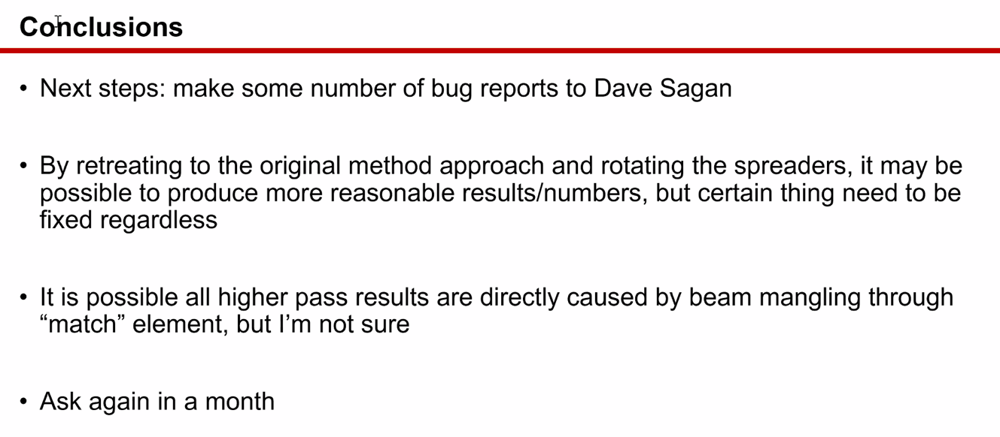 Conclusions
• Next steps: make some number of bug reports to Dave Sagan
• By retreating to the original method approach and rotating the spreaders, it may be
possible to produce more reasonable results/numbers, but certain thing need to be
fixed regardless
• It is possible all higher pass results are directly caused by beam mangling through
“match” element, but I’m not sure
• Ask again in a month